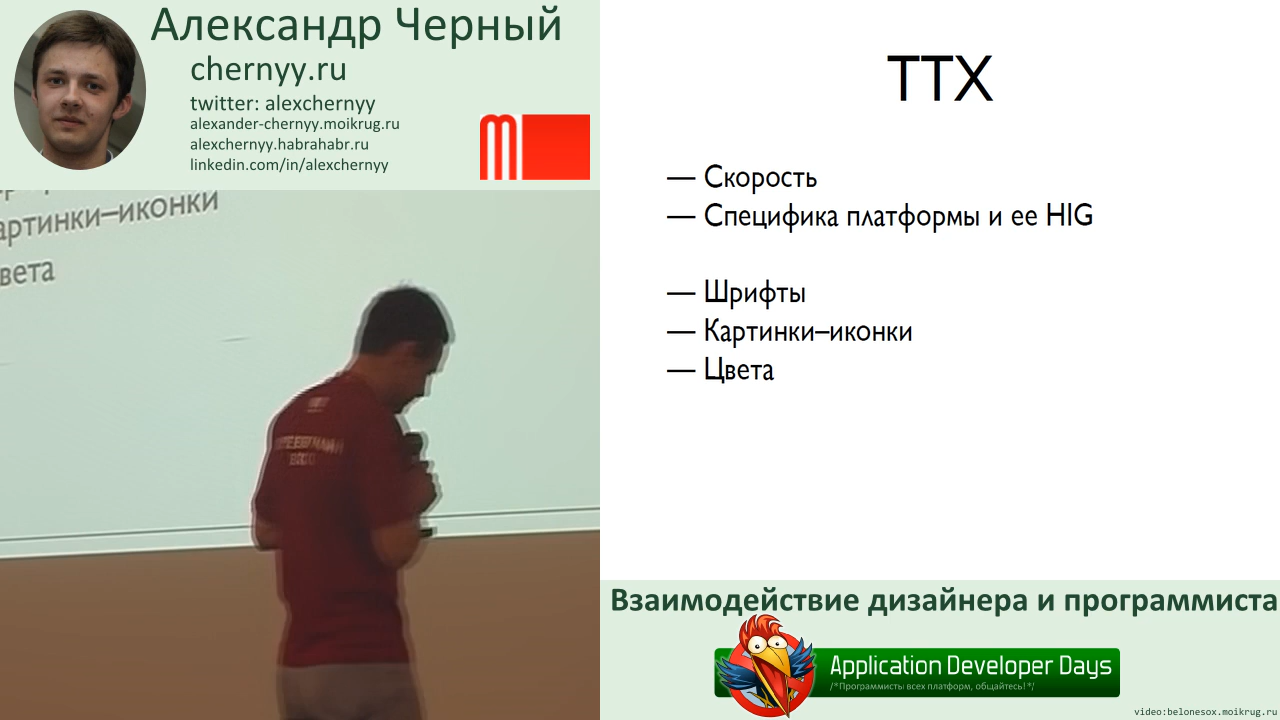 Александр Черный
chernyy.ru
twitter: alexchernyy
alexander-chernyy.moikrug.ru
alexchernyy.habrahabr.ru
linkedin.com/in/alexchernyy
артинки–иконки
вета
ТТХ
— Скорость
— Специфика платформы и ее HIG
— Шрифты
— Картинки–иконки
— Цвета
Взаимодействие дизайнера и программиста
Application Developer Days
/*Программисты всех платформ, общайтесь!*/
video:belonesox.moikrug.ru